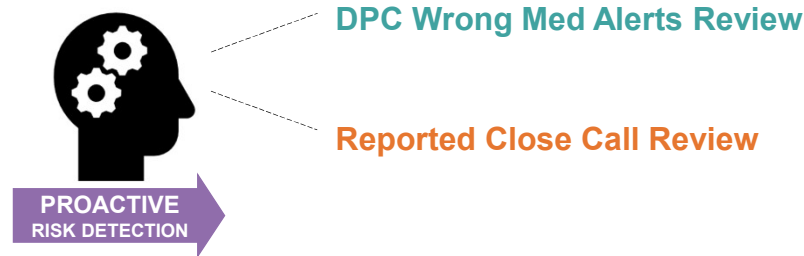 DPC Wrong Med Alerts Review
Reported Close Call Review
PROACTIVE
RISK DETECTION